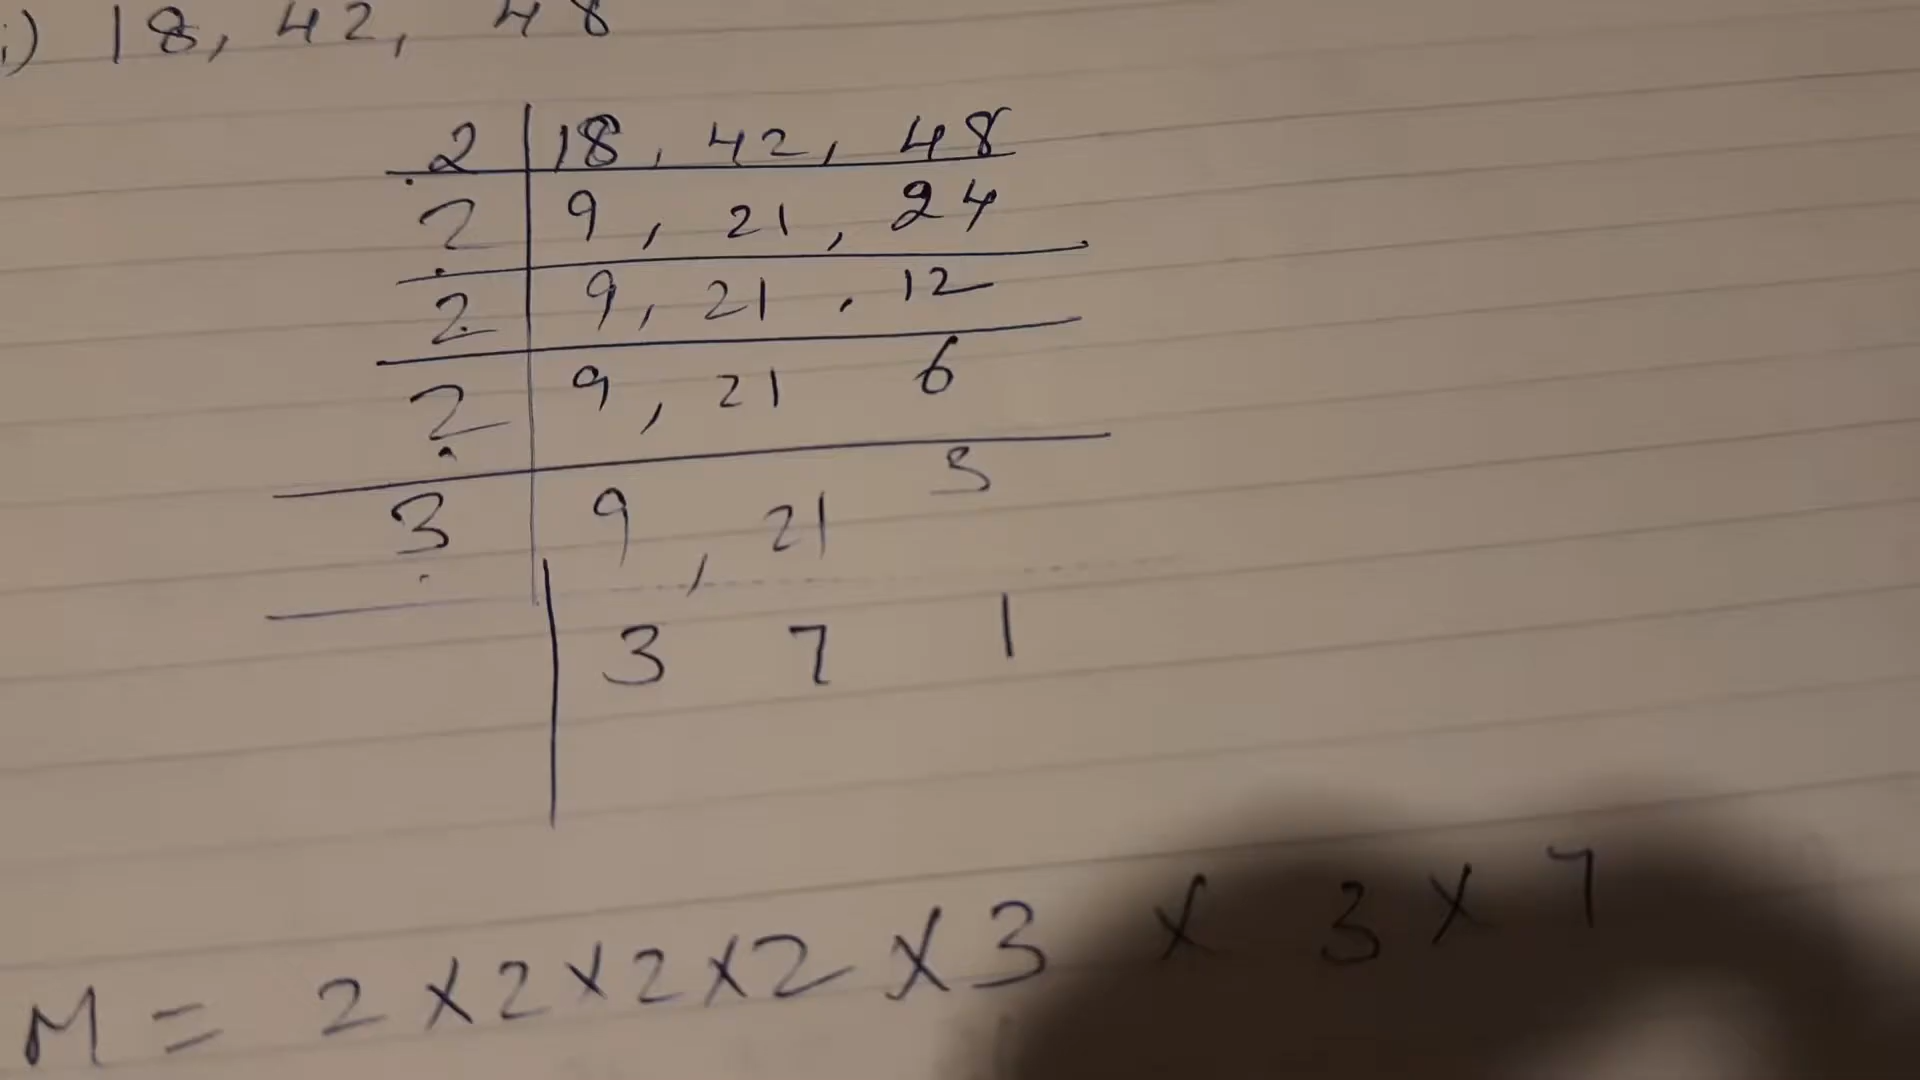 i) 18, 42, 48
2 | 18, 42, 48
2 | 9, 21, 24
2 | 9, 21, 12
2 | 9, 21 6
3 | 9, 21 3
| 3 7 1
M = 2 × 2 × 2 × 2 × 3 × 3 × 7